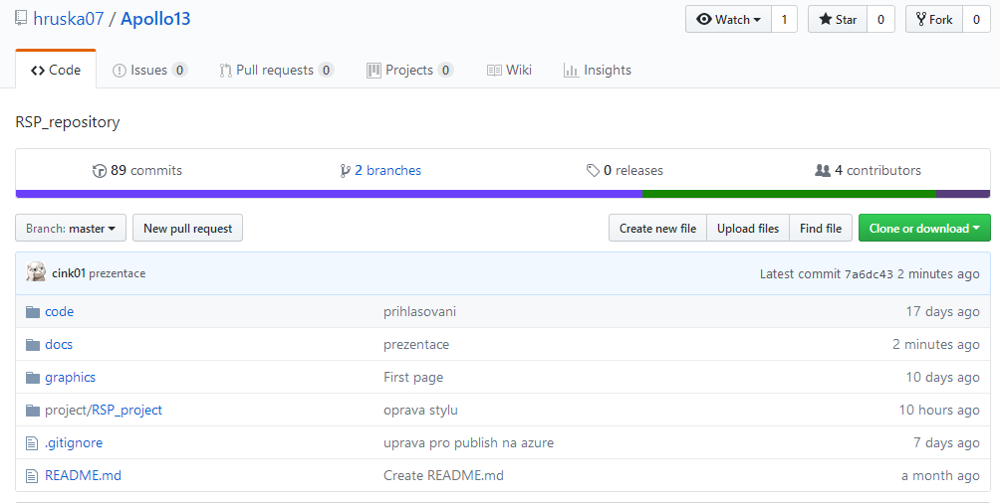 hruska07 / Apollo13 Watch 1 Star 0 Fork 0
Code Issues 0 Pull requests 0 Projects 0 Wiki Insights
RSP_repository
89 commits 2 branches 0 releases 4 contributors
Branch: master New pull request Create new file Upload files Find file Clone or download
cink01 prezentace Latest commit 7a6dc43 2 minutes ago
code prihlasovani 17 days ago
docs prezentace 2 minutes ago
graphics First page 10 days ago
project/RSP_project oprava stylu 10 hours ago
.gitignore uprava pro publish na azure 7 days ago
README.md Create README.md a month ago